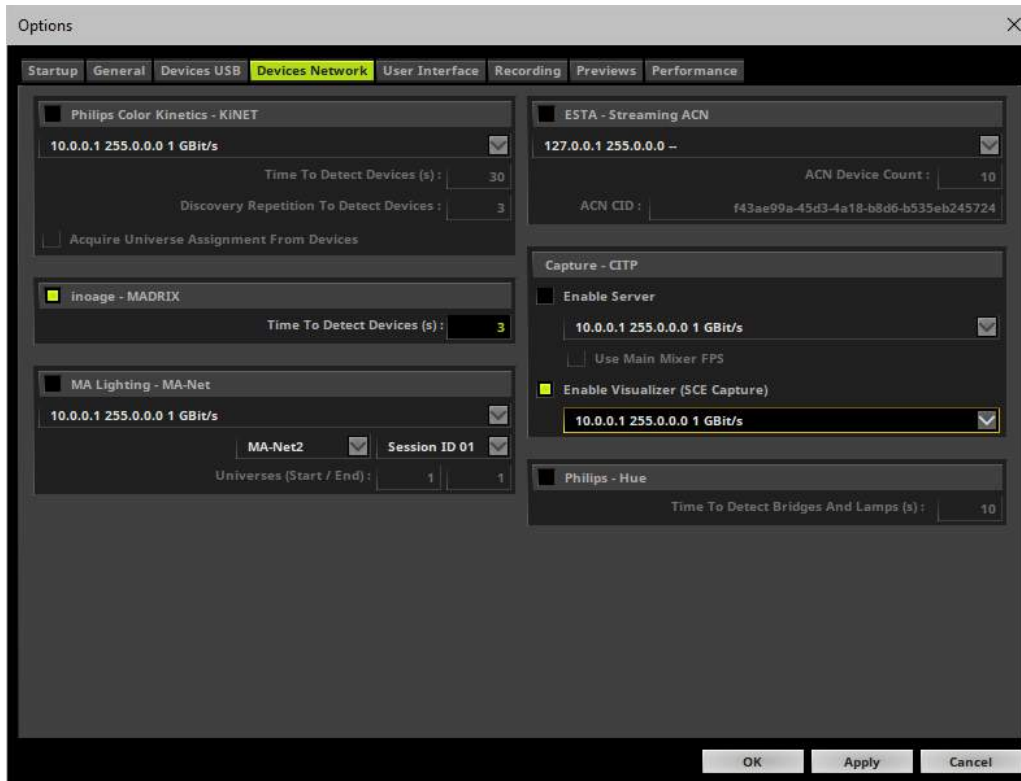 Options
Startup General Devices USB Devices Network User Interface Recording Previews Performance
Philips Color Kinetics - KiNET
10.0.0.1 255.0.0.0 1 GBit/s
Time To Detect Devices (s) : 30
Discovery Repetition To Detect Devices : 3
Acquire Universe Assignment From Devices
inoage - MADRIX
Time To Detect Devices (s) : 3
MA Lighting - MA-Net
10.0.0.1 255.0.0.0 1 GBit/s
MA-Net2 Session ID 01
Universes (Start / End) : 1 1
ESTA - Streaming ACN
127.0.0.1 255.0.0.0 --
ACN Device Count : 10
ACN CID : f43ae99a-45d3-4a18-b8d6-b535eb245724
Capture - CITP
Enable Server
10.0.0.1 255.0.0.0 1 GBit/s
Use Main Mixer FPS
Enable Visualizer (SCE Capture)
10.0.0.1 255.0.0.0 1 GBit/s
Philips - Hue
Time To Detect Bridges And Lamps (s) : 10
OK Apply Cancel